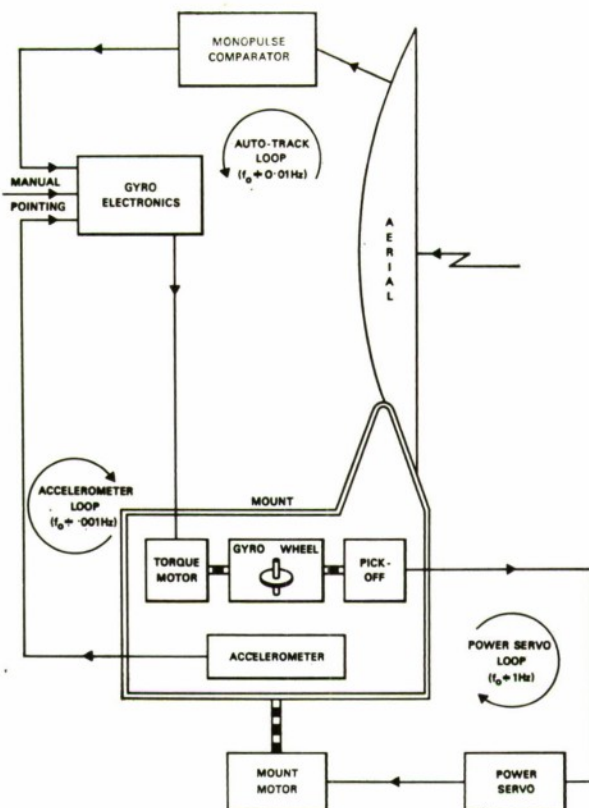 MONOPULSE
COMPARATOR
AUTO-TRACK
LOOP
(f₀ ≑ 0·01Hz)
MANUAL
POINTING
GYRO
ELECTRONICS
A
E
R
I
A
L
ACCELEROMETER
LOOP
(f₀ ≑ ·001Hz)
MOUNT
TORQUE
MOTOR
GYRO WHEEL
PICK-
OFF
ACCELEROMETER
POWER SERVO
LOOP
(f₀ ≑ 1Hz)
MOUNT
MOTOR
POWER
SERVO